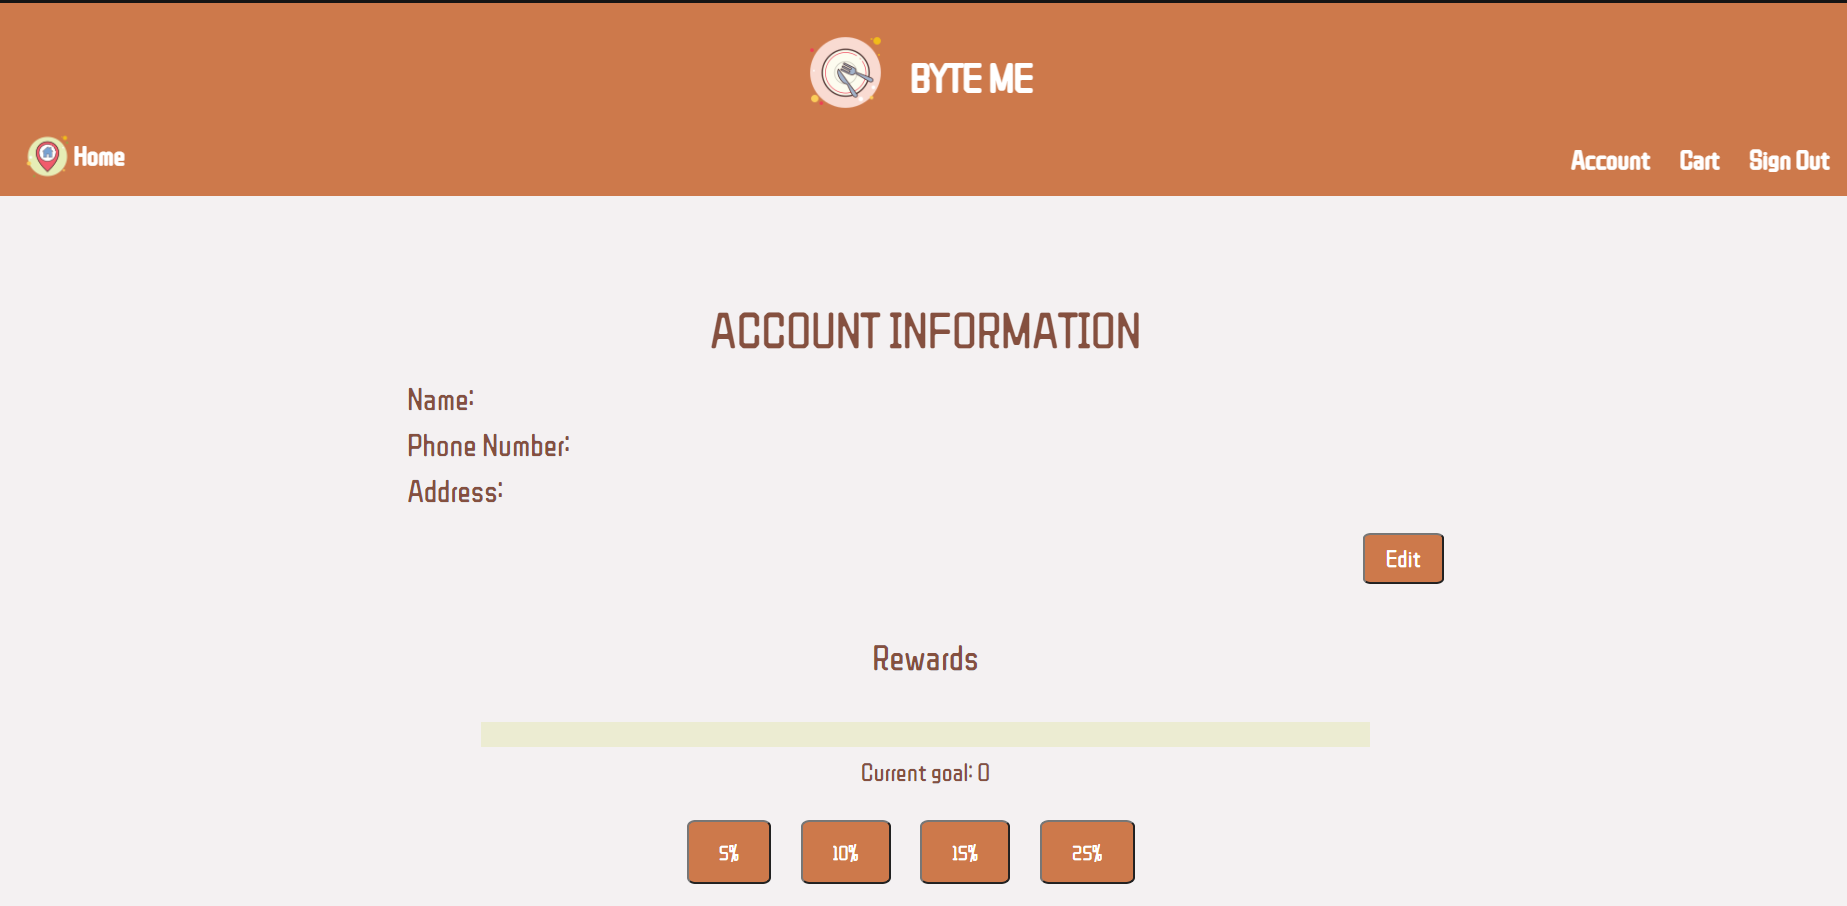 BYTE ME
Home
Account Cart Sign Out
ACCOUNT INFORMATION
Name:
Phone Number:
Address:
Edit
Rewards
Current goal: 0
5% 10% 15% 25%